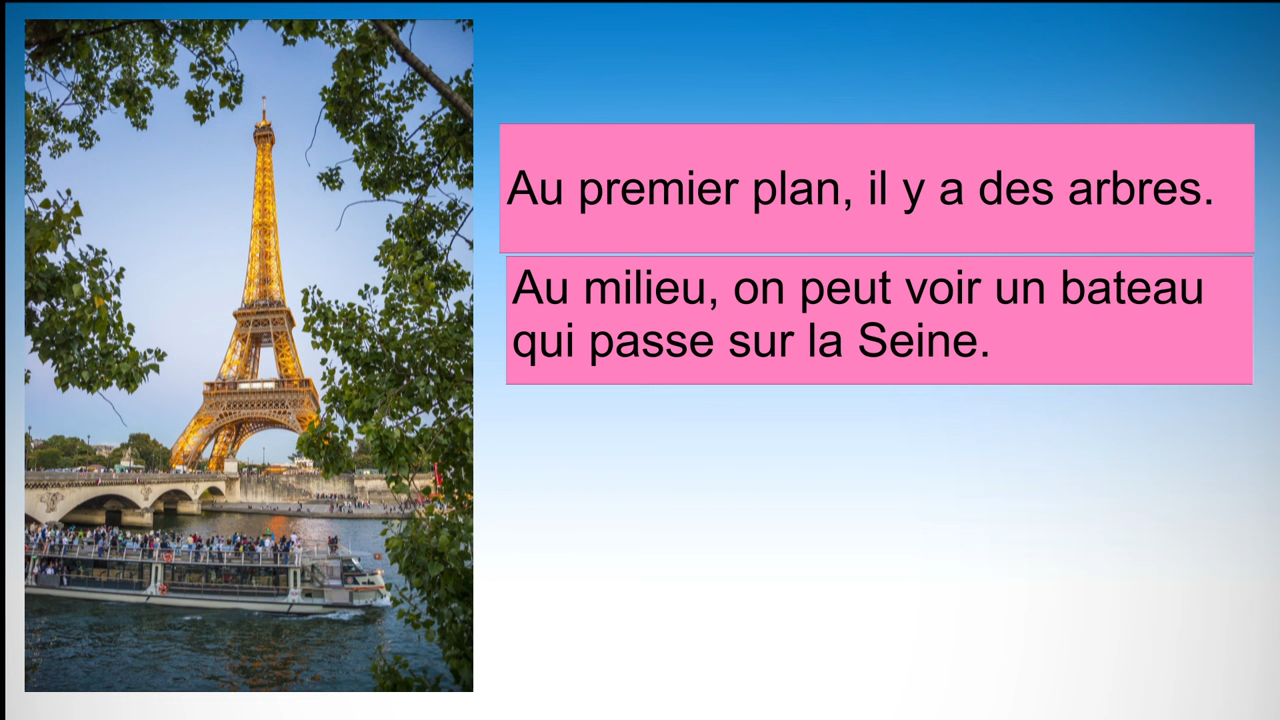 Au premier plan, il y a des arbres.
Au milieu, on peut voir un bateau
qui passe sur la Seine.